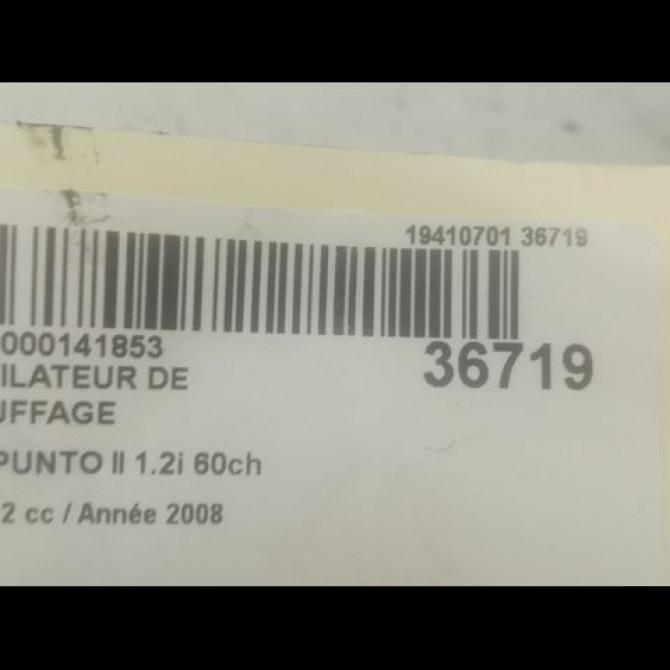 19410701 36719
000141853
36719
ILATEUR DE
UFFAGE
PUNTO II 1.2i 60ch
2 cc / Année 2008